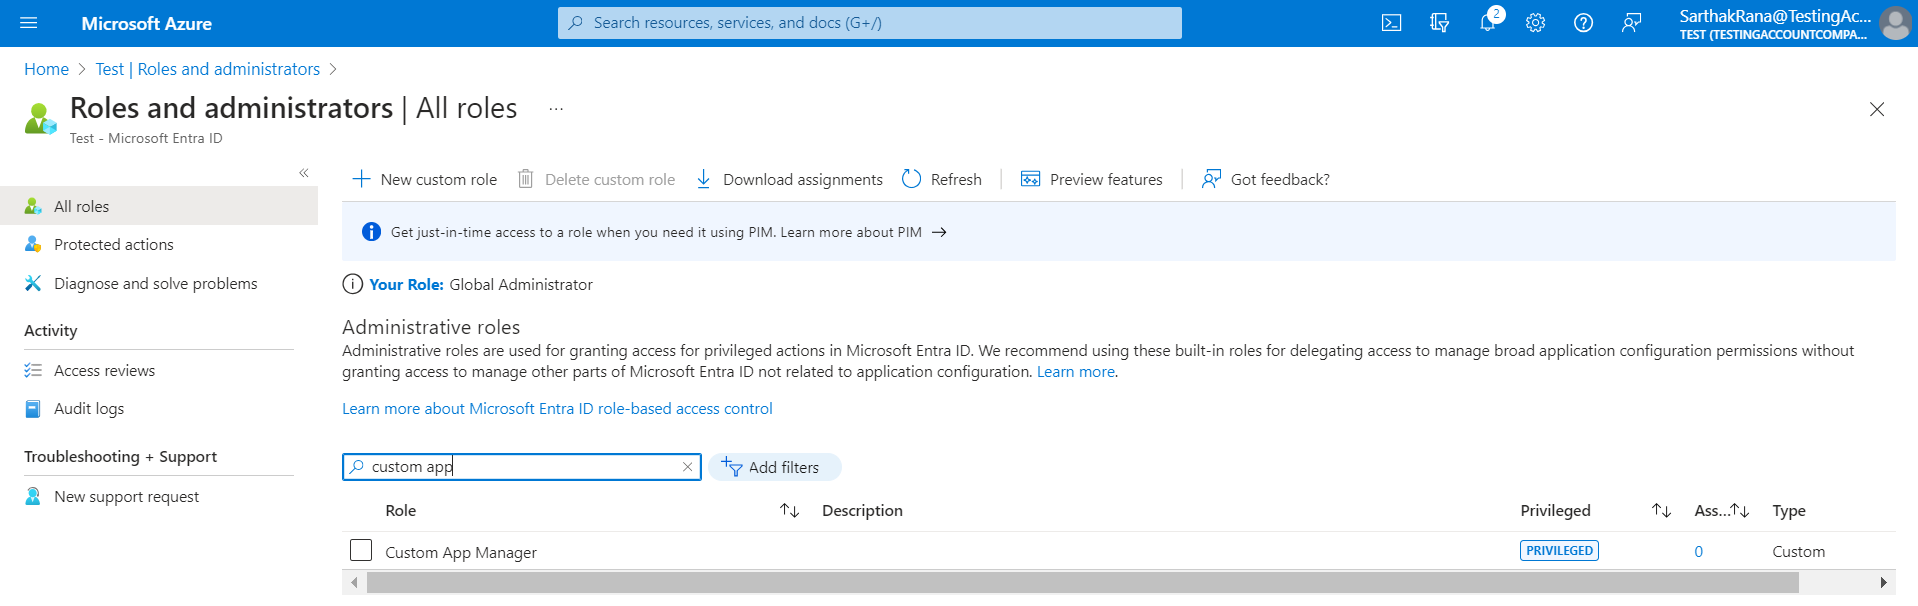 Microsoft Azure
Search resources, services, and docs (G+/)
2
SarthakRana@TestingAc...
TEST (TESTINGACCOUNTCOMPA...
Home > Test | Roles and administrators >
Roles and administrators | All roles ...
Test - Microsoft Entra ID
«
All roles
Protected actions
Diagnose and solve problems
Activity
Access reviews
Audit logs
Troubleshooting + Support
New support request
New custom role Delete custom role Download assignments Refresh Preview features Got feedback?
Get just-in-time access to a role when you need it using PIM. Learn more about PIM →
Your Role: Global Administrator
Administrative roles
Administrative roles are used for granting access for privileged actions in Microsoft Entra ID. We recommend using these built-in roles for delegating access to manage broad application configuration permissions without
granting access to manage other parts of Microsoft Entra ID not related to application configuration. Learn more.
Learn more about Microsoft Entra ID role-based access control
custom app
Add filters
Role Description Privileged Ass... Type
Custom App Manager PRIVILEGED 0 Custom